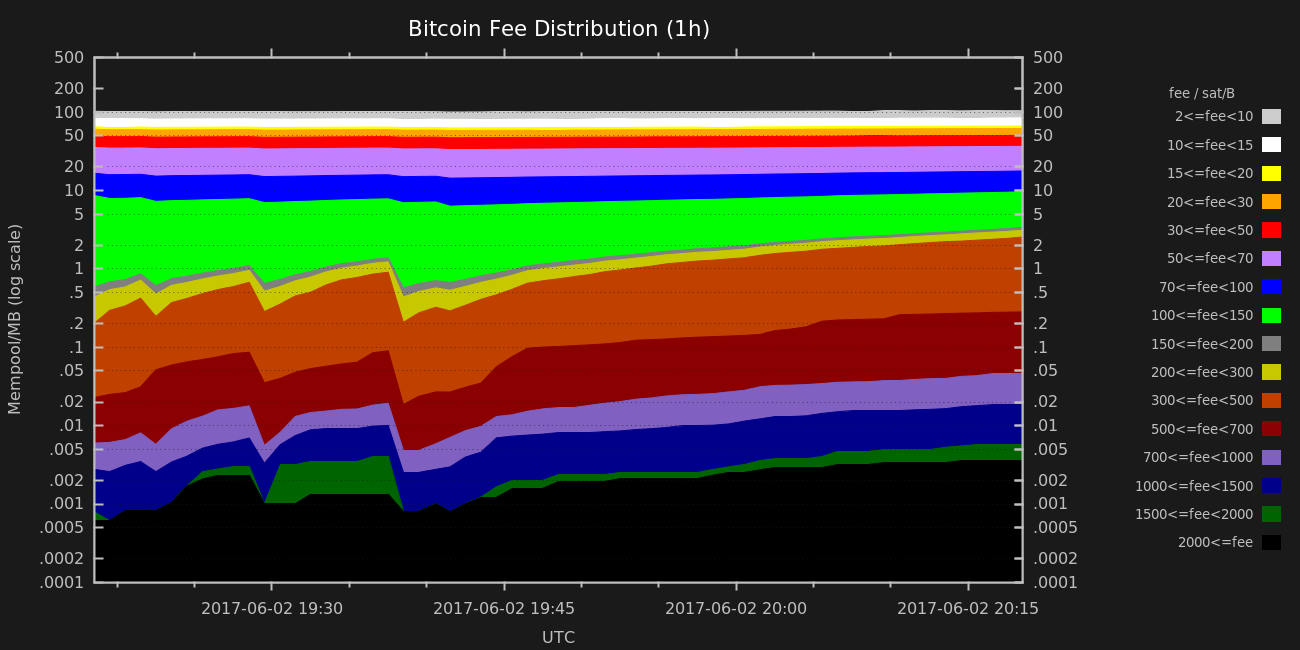 Bitcoin Fee Distribution (1h)
500
200
100
50
20
10
5
2
1
.5
.2
.1
.05
.02
.01
.005
.002
.001
.0005
.0002
.0001
Mempool/MB (log scale)
500
200
100
50
20
10
5
2
1
.5
.2
.1
.05
.02
.01
.005
.002
.001
.0005
.0002
.0001
2017-06-02 19:30
2017-06-02 19:45
2017-06-02 20:00
2017-06-02 20:15
UTC
fee / sat/B
2<=fee<10
10<=fee<15
15<=fee<20
20<=fee<30
30<=fee<50
50<=fee<70
70<=fee<100
100<=fee<150
150<=fee<200
200<=fee<300
300<=fee<500
500<=fee<700
700<=fee<1000
1000<=fee<1500
1500<=fee<2000
2000<=fee